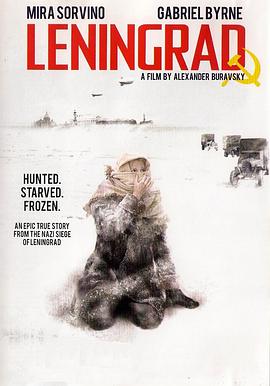 MIRA SORVINO GABRIEL BYRNE
LENINGRAD
A FILM BY ALEXANDER BURAVSKY
HUNTED.
STARVED.
FROZEN.
AN EPIC TRUE STORY
FROM THE NAZI SIEGE
OF LENINGRAD